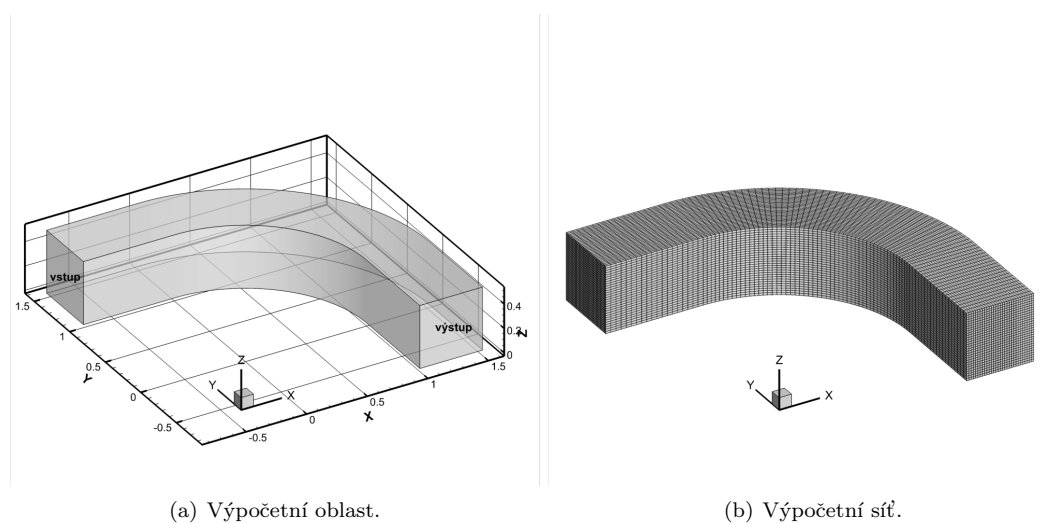 vstup
výstup
1.5
1
0.5
0
-0.5
Y
-0.5
0
0.5
1
1.5
X
0.4
0.2
0
Z
Z
Y
X
Z
Y
X
(a) Výpočetní oblast.
(b) Výpočetní síť.